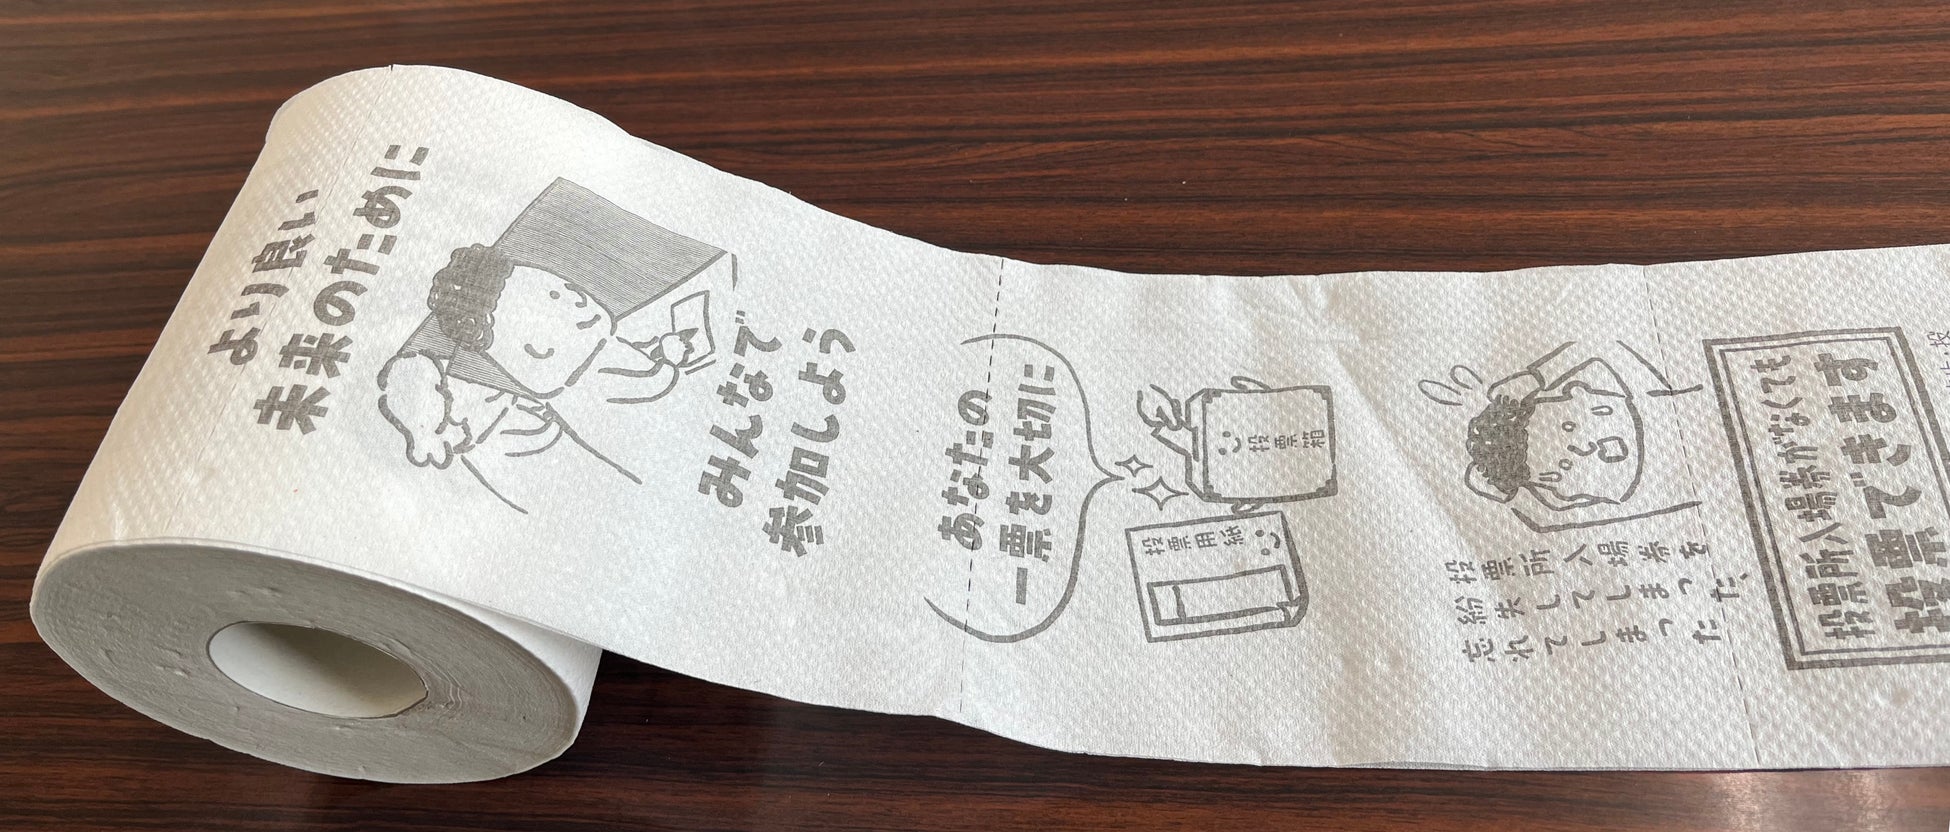 より良い
未来のために
みんなで
参加しよう
あなたの
一票を大切に
投票箱
投票用紙
投票所入場券を
紛失してしまった、
忘れてしまった
投票所入場券がなくても
投票できます